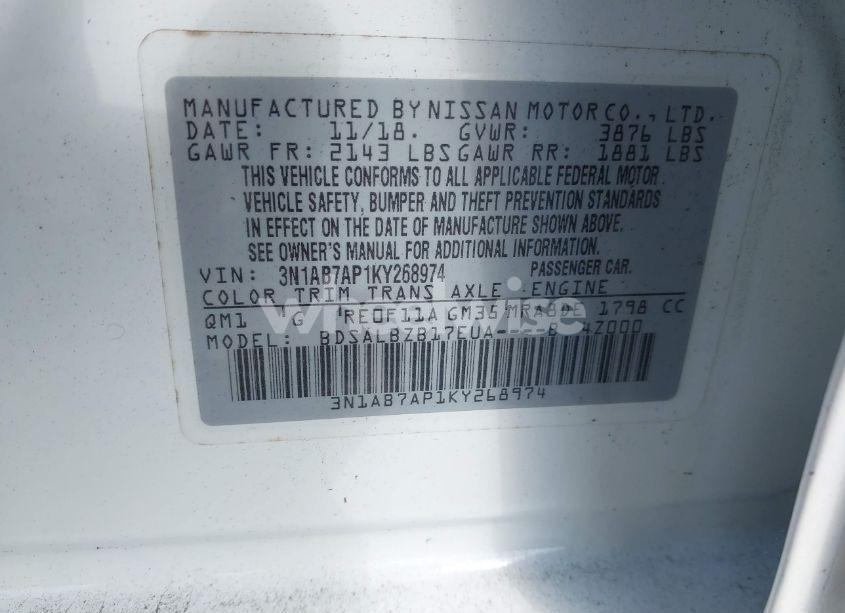 MANUFACTURED BY NISSAN MOTOR CO., LTD.
DATE: 11/18. GVWR: 3876 LBS
GAWR FR: 2143 LBS GAWR RR: 1881 LBS
THIS VEHICLE CONFORMS TO ALL APPLICABLE FEDERAL MOTOR
VEHICLE SAFETY, BUMPER AND THEFT PREVENTION STANDARDS
IN EFFECT ON THE DATE OF MANUFACTURE SHOWN ABOVE.
SEE OWNER'S MANUAL FOR ADDITIONAL INFORMATION.
VIN: 3N1AB7AP1KY268974 PASSENGER CAR.
COLOR TRIM TRANS AXLE ENGINE
QM1 G RE0F11A GM35 MRA8DE 1798 CC
MODEL: BDSALBZB17EUA----B- 4Z000
3N1AB7AP1KY268974